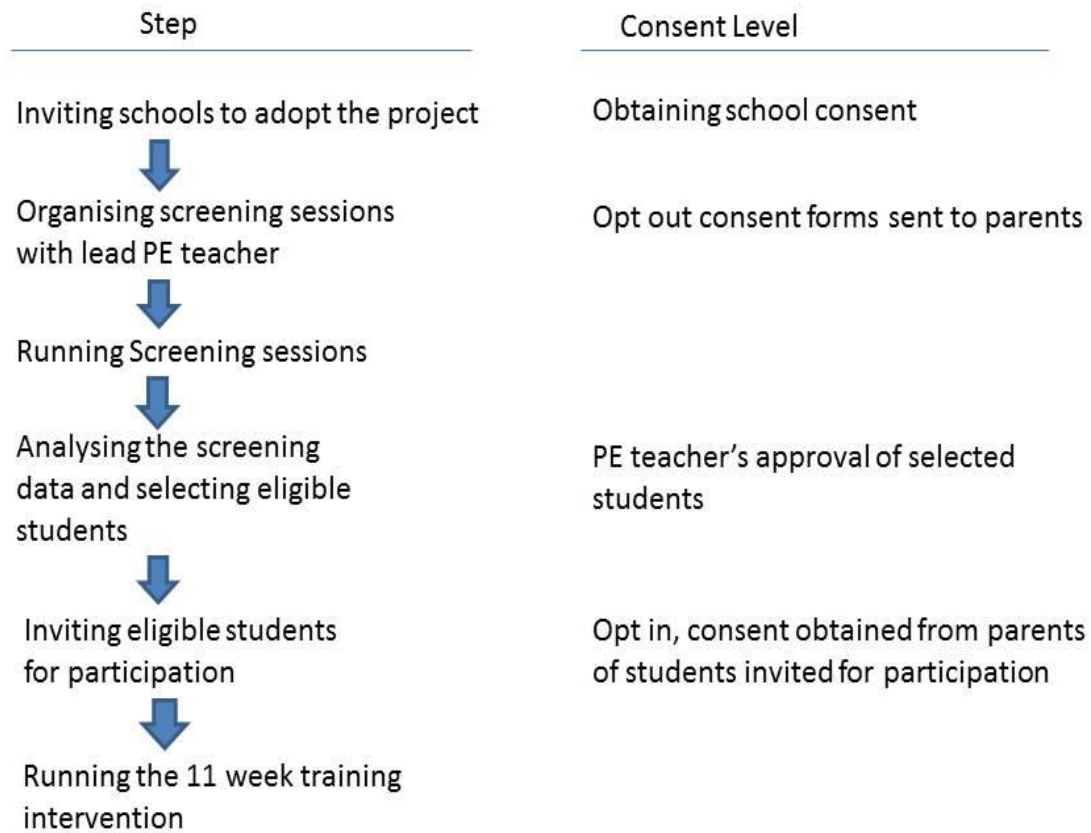 Step
Consent Level
Inviting schools to adopt the project
Obtaining school consent
Organising screening sessions
with lead PE teacher
Opt out consent forms sent to parents
Running Screening sessions
Analysing the screening
data and selecting eligible
students
PE teacher's approval of selected
students
Inviting eligible students
for participation
Opt in, consent obtained from parents
of students invited for participation
Running the 11 week training
intervention